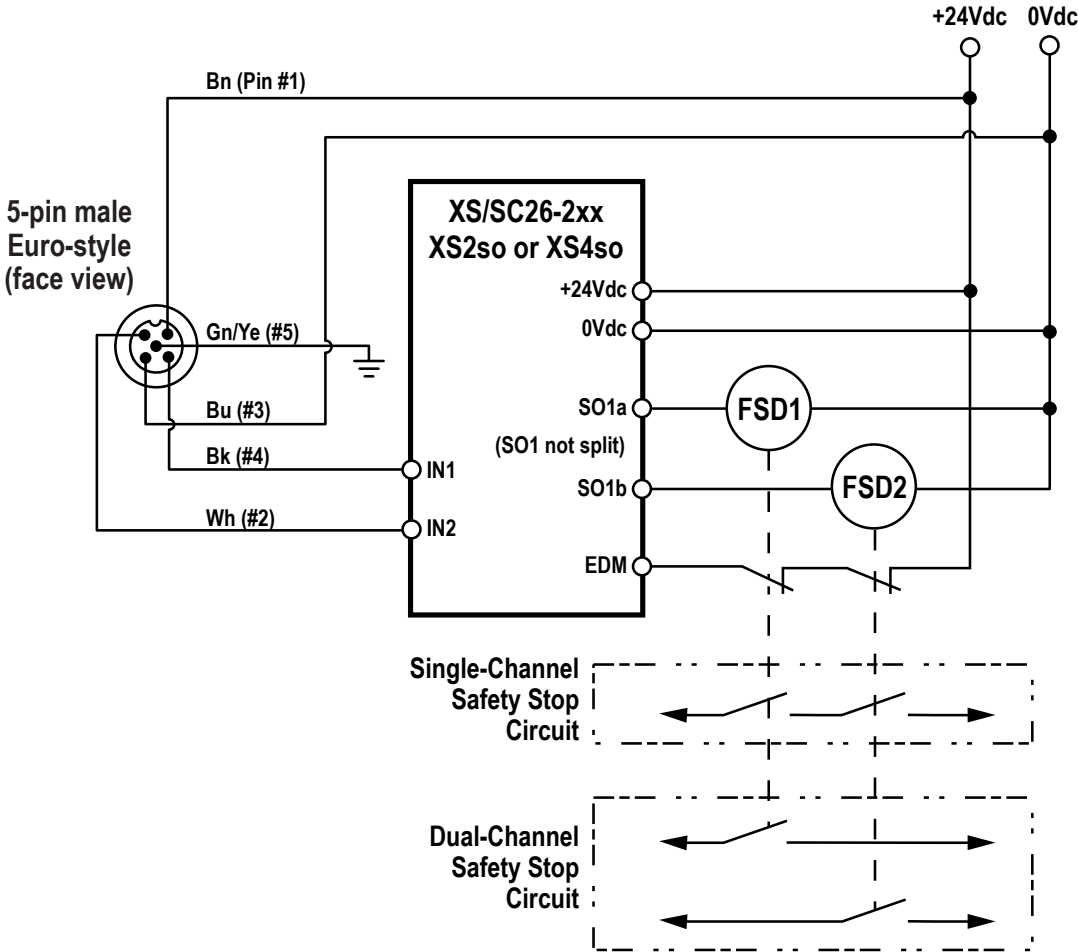 +24Vdc 0Vdc
Bn (Pin #1)
5-pin male
Euro-style
(face view)
XS/SC26-2xx
XS2so or XS4so
+24Vdc
0Vdc
Gn/Ye (#5)
SO1a
FSD1
Bu (#3)
(SO1 not split)
Bk (#4)
IN1
SO1b
FSD2
Wh (#2)
IN2
EDM
Single-Channel
Safety Stop
Circuit
Dual-Channel
Safety Stop
Circuit